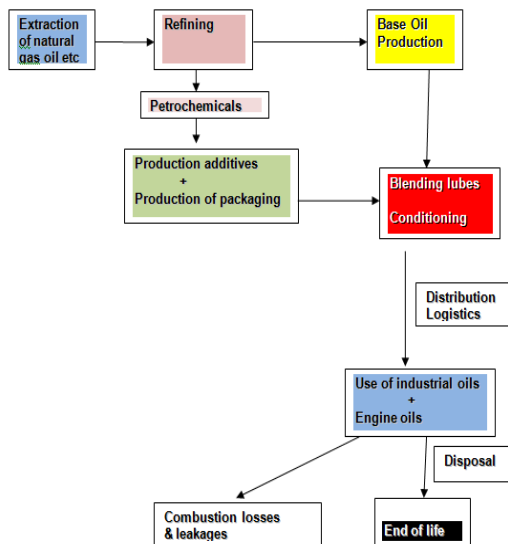 Extraction
of natural
gas oil etc
Refining
Base Oil
Production
Petrochemicals
Production additives
+
Production of packaging
Blending lubes
Conditioning
Distribution
Logistics
Use of industrial oils
+
Engine oils
Disposal
Combustion losses
& leakages
End of life